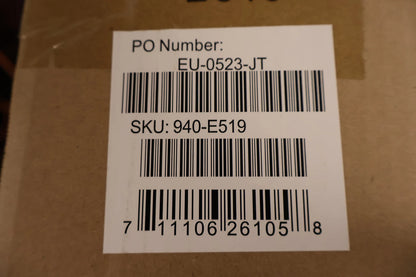 PO Number:
EU-0523-JT
SKU: 940-E519
7 11106 26105 8